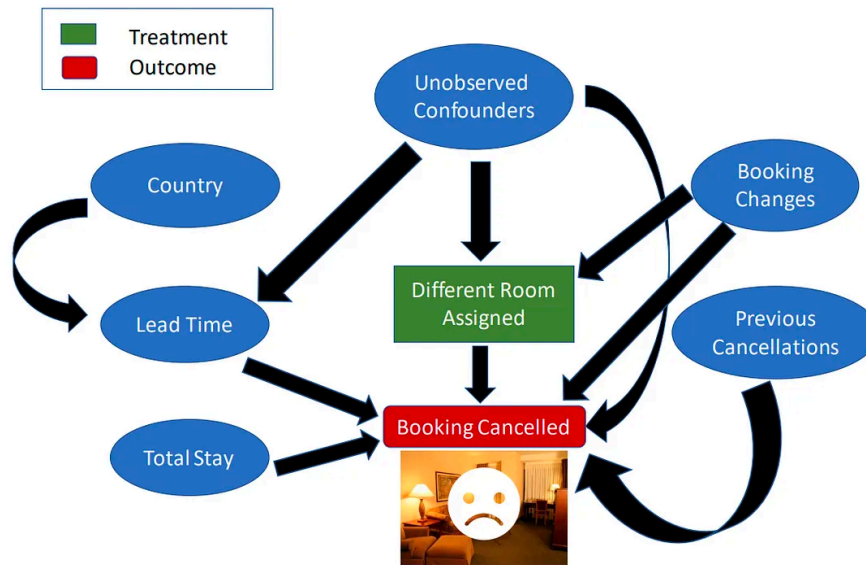 Treatment
Outcome
Unobserved
Confounders
Country
Booking
Changes
Different Room
Assigned
Lead Time
Previous
Cancellations
Booking Cancelled
Total Stay